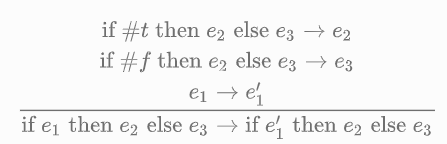 if #t then e₂ else e₃ → e₂
if #f then e₂ else e₃ → e₃
e₁ → e′₁
if e₁ then e₂ else e₃ → if e′₁ then e₂ else e₃